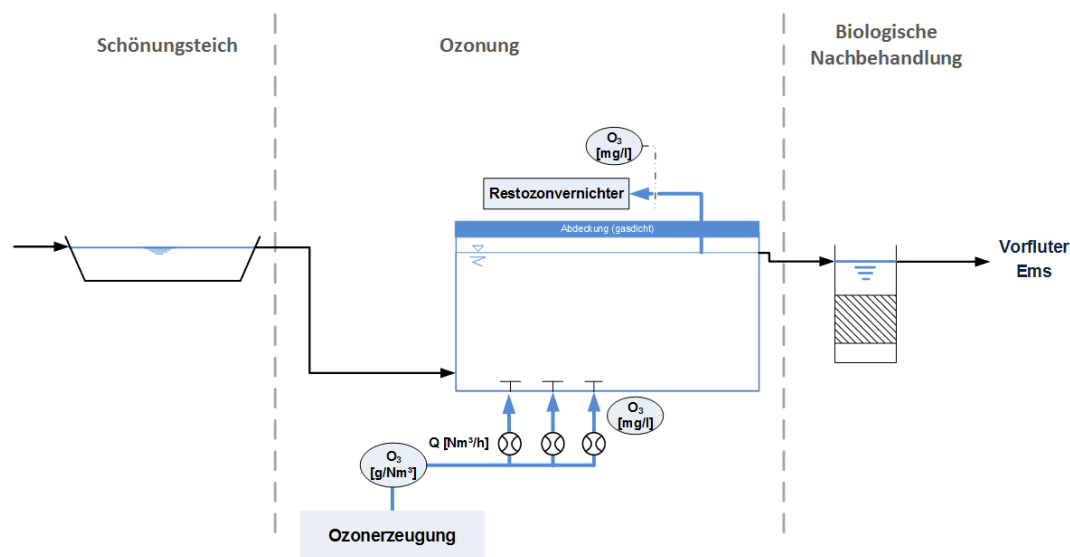 Schönungsteich
Ozonung
Biologische
Nachbehandlung
O₃
[mg/l]
Restozonvernichter
Abdeckung (gasdicht)
Vorfluter
Ems
O₃
[mg/l]
Q [Nm³/h]
O₃
[g/Nm³]
Ozonerzeugung